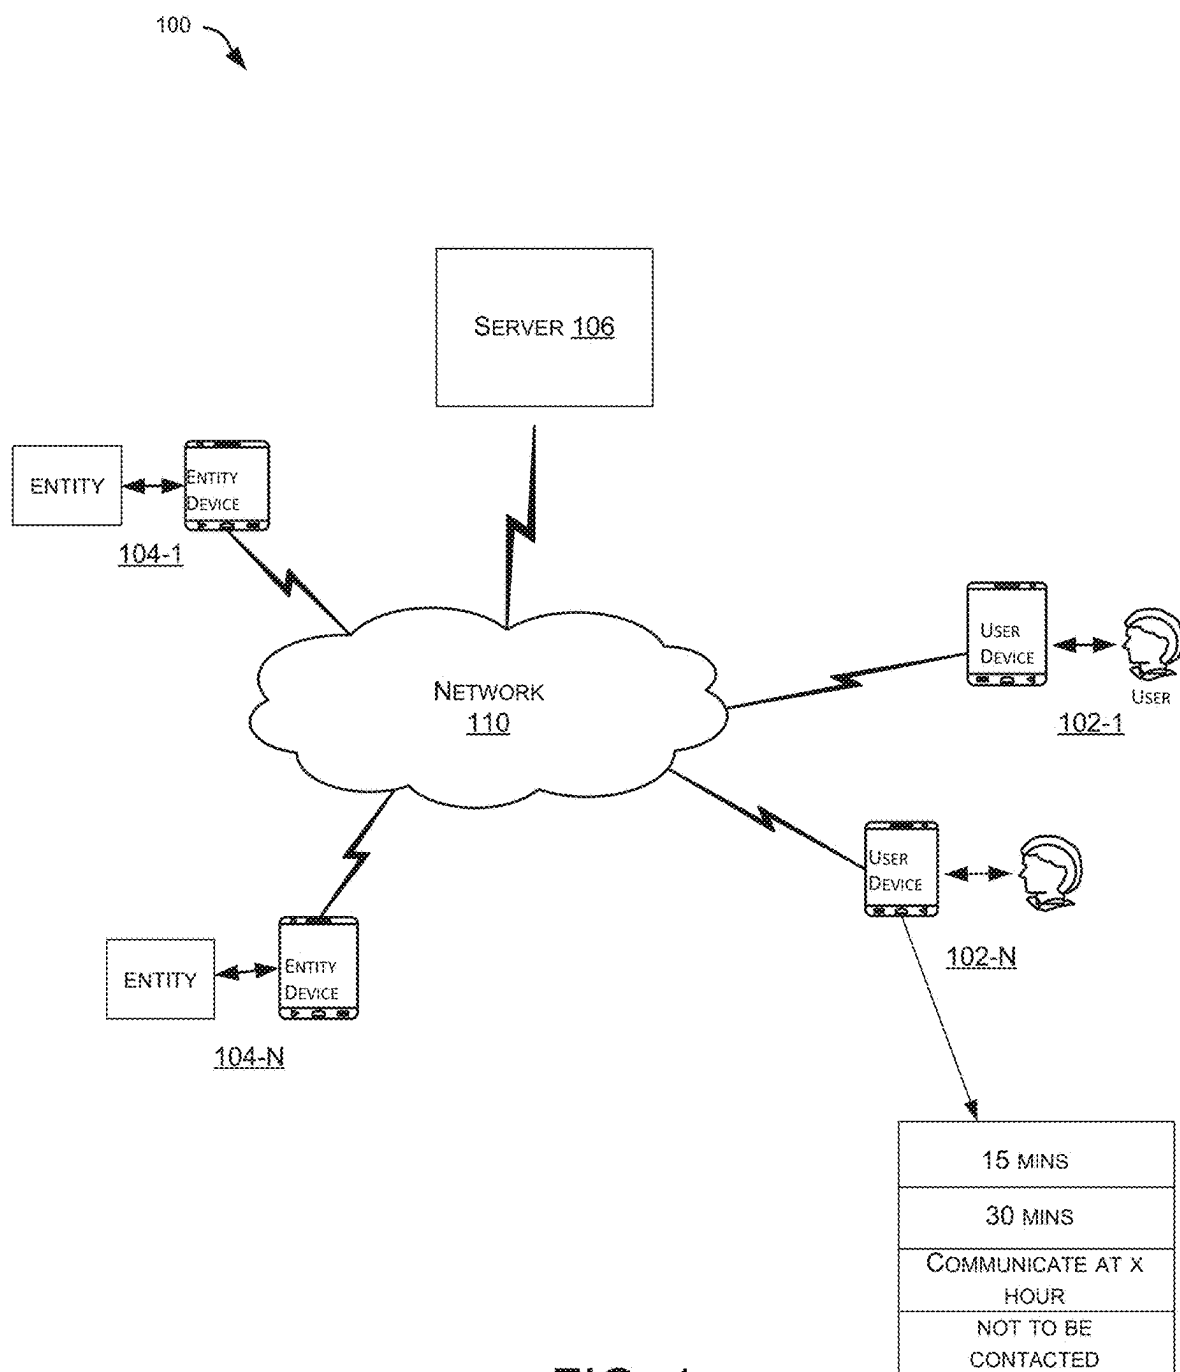 100
SERVER 106
ENTITY
ENTITY
DEVICE
104-1
USER
DEVICE
USER
102-1
NETWORK
110
USER
DEVICE
102-N
ENTITY
ENTITY
DEVICE
104-N
15 MINS
30 MINS
COMMUNICATE AT X
HOUR
NOT TO BE
CONTACTED